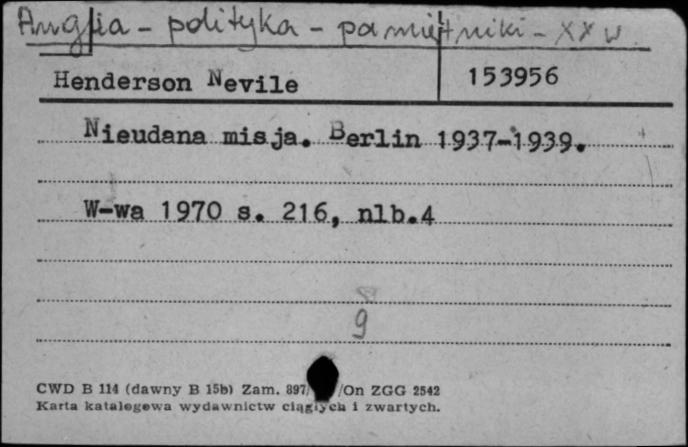 Anglia - polityka - pamiętniki - XX w.
Henderson Nevile 153956
Nieudana misja. Berlin 1937-1939.
W-wa 1970 s. 216, nlb.4
9
CWD B 114 (dawny B 15b) Zam. 897/ /On ZGG 2542
Karta katalogowa wydawnictw ciągłych i zwartych.